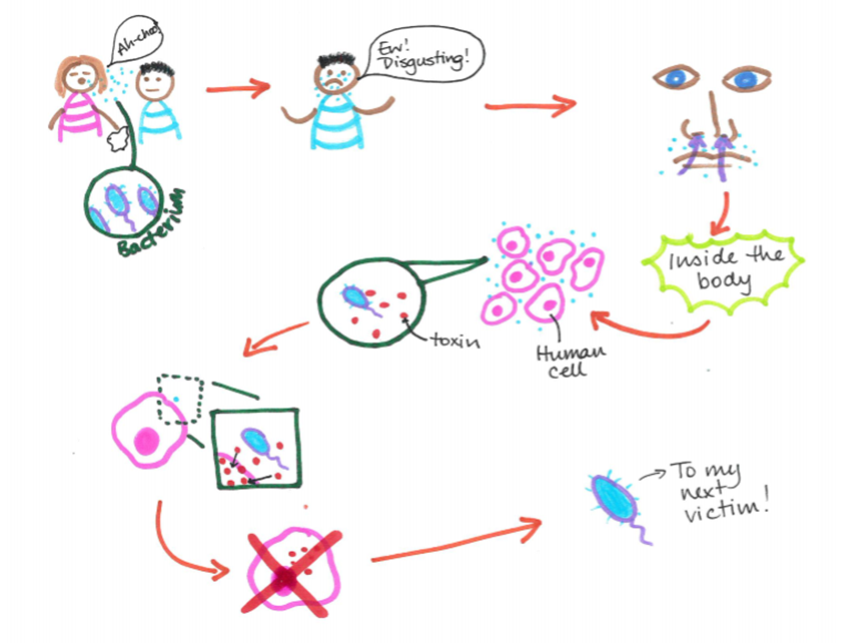 Ah-choo!
Ew!
Disgusting!
Bacterium
Inside the
body
toxin
Human
cell
To my
next
victim!